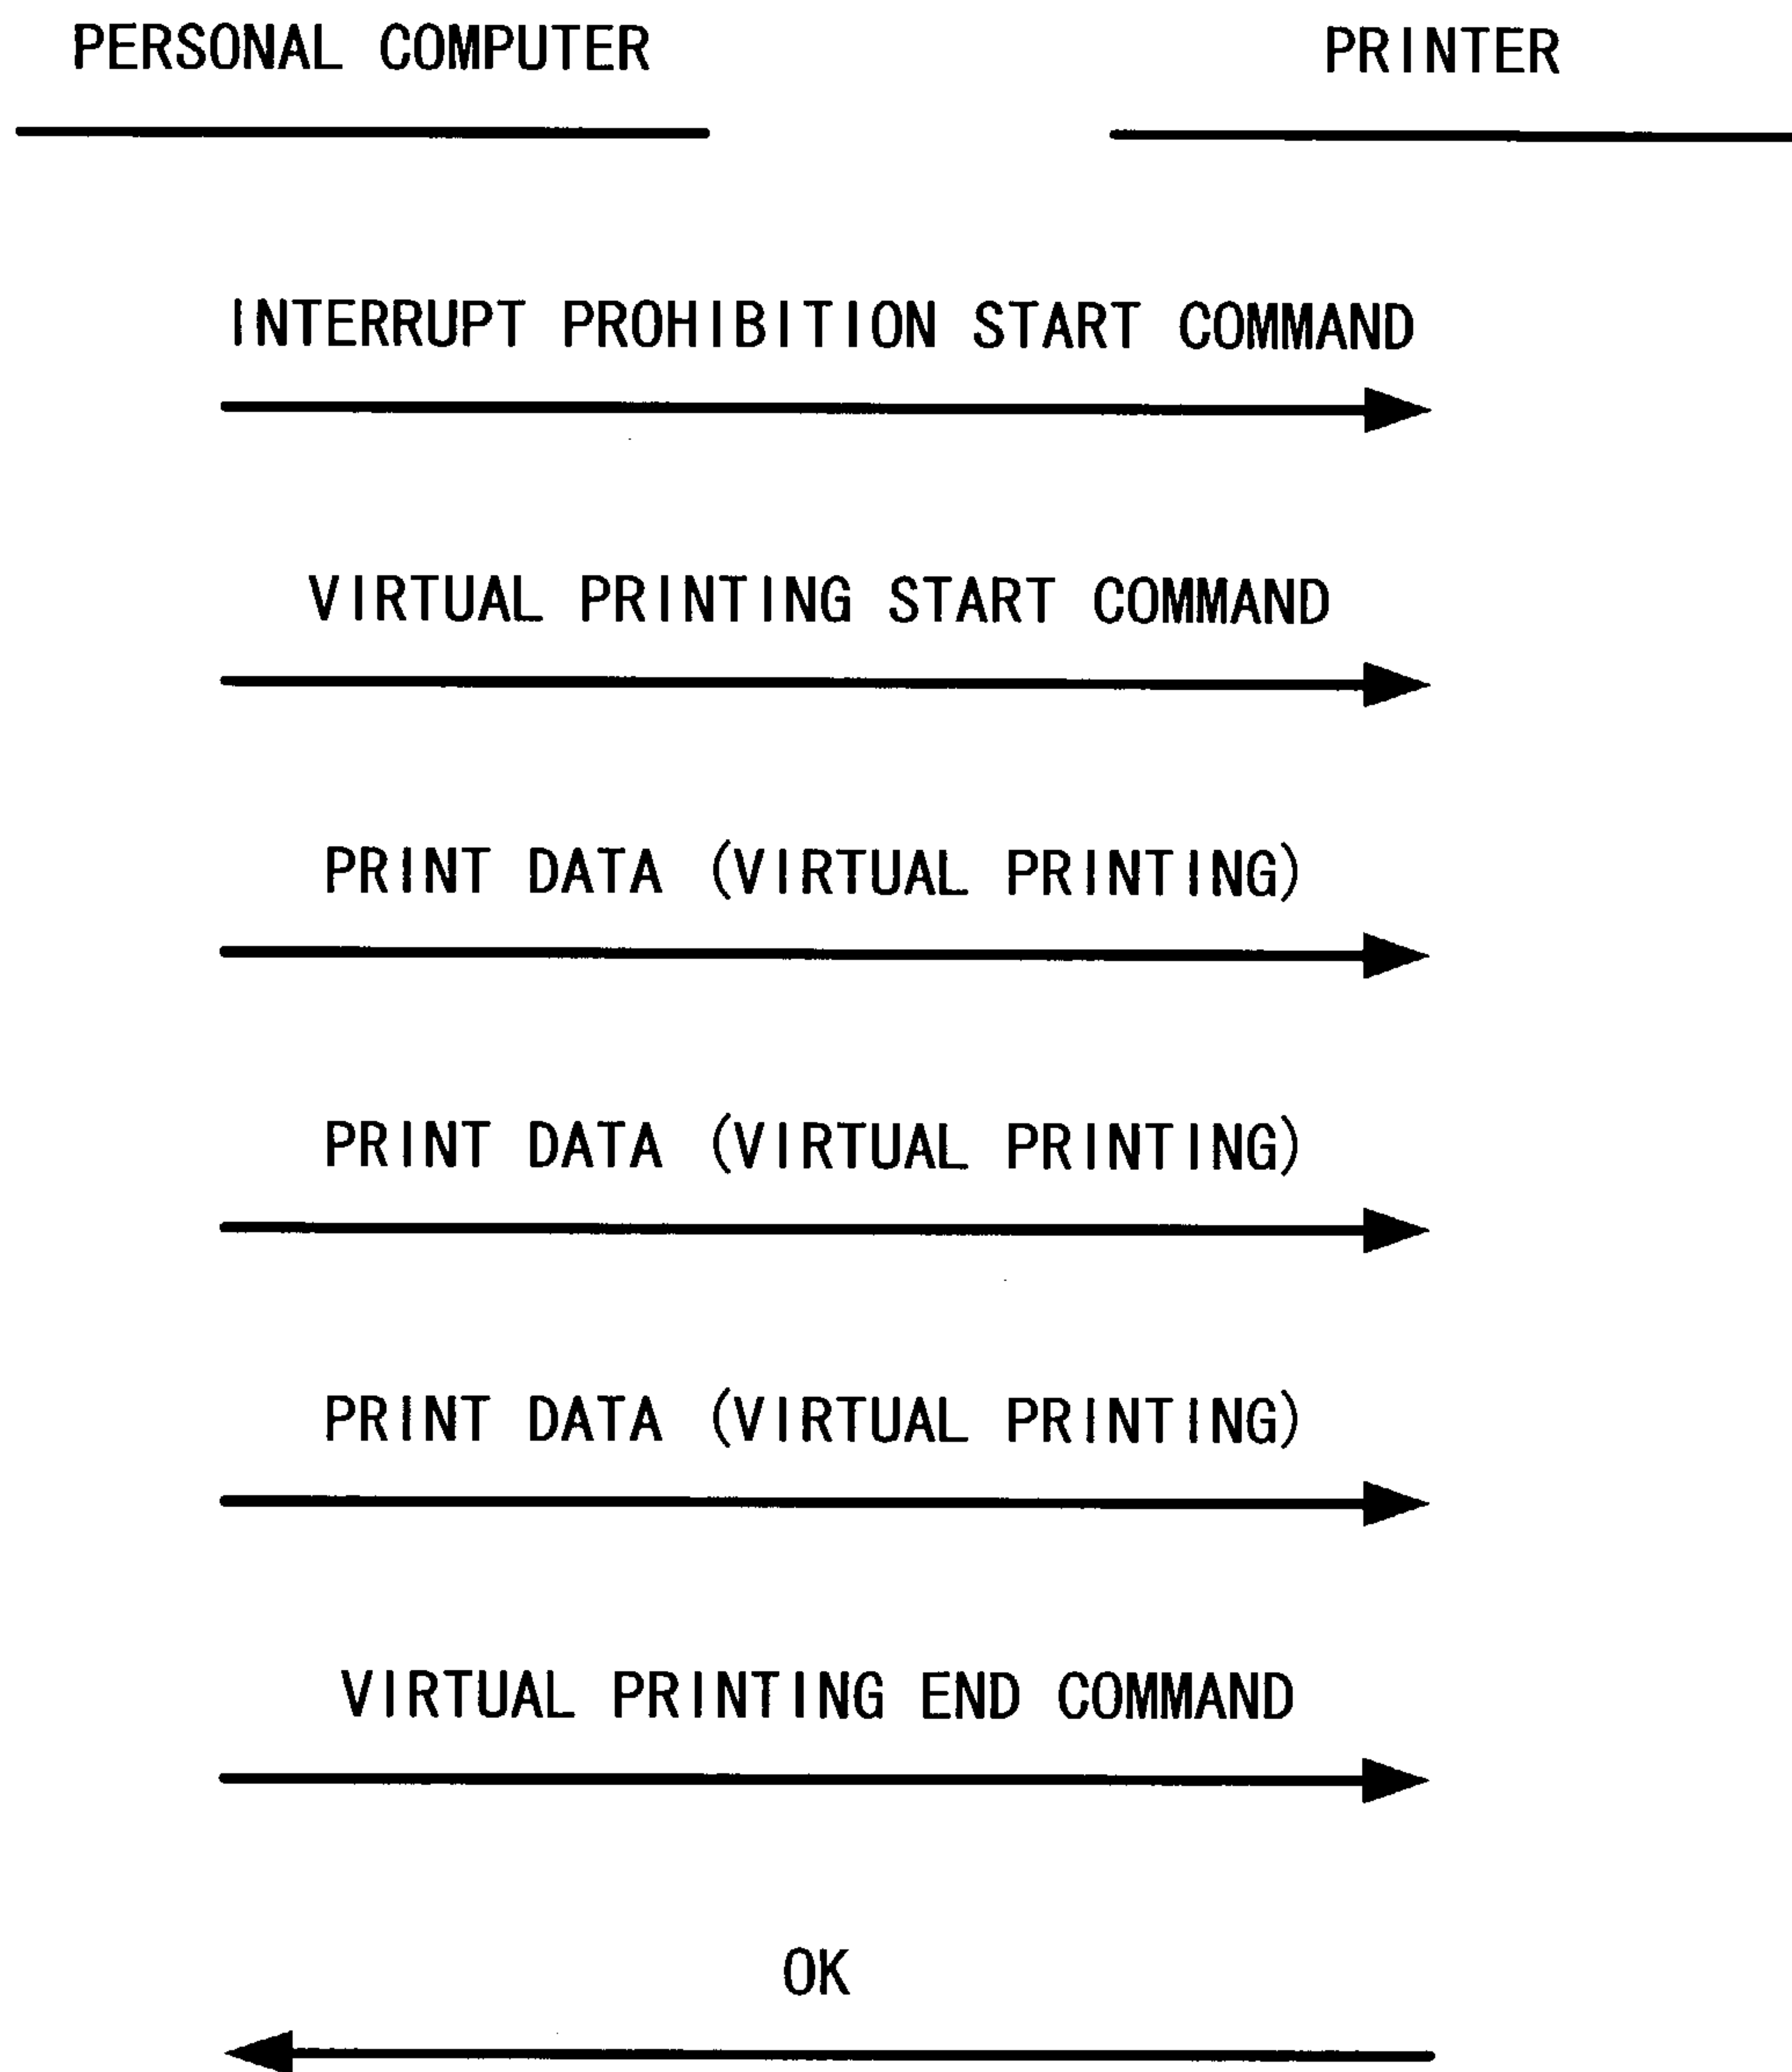 PERSONAL COMPUTER PRINTER
INTERRUPT PROHIBITION START COMMAND
VIRTUAL PRINTING START COMMAND
PRINT DATA (VIRTUAL PRINTING)
PRINT DATA (VIRTUAL PRINTING)
PRINT DATA (VIRTUAL PRINTING)
VIRTUAL PRINTING END COMMAND
OK